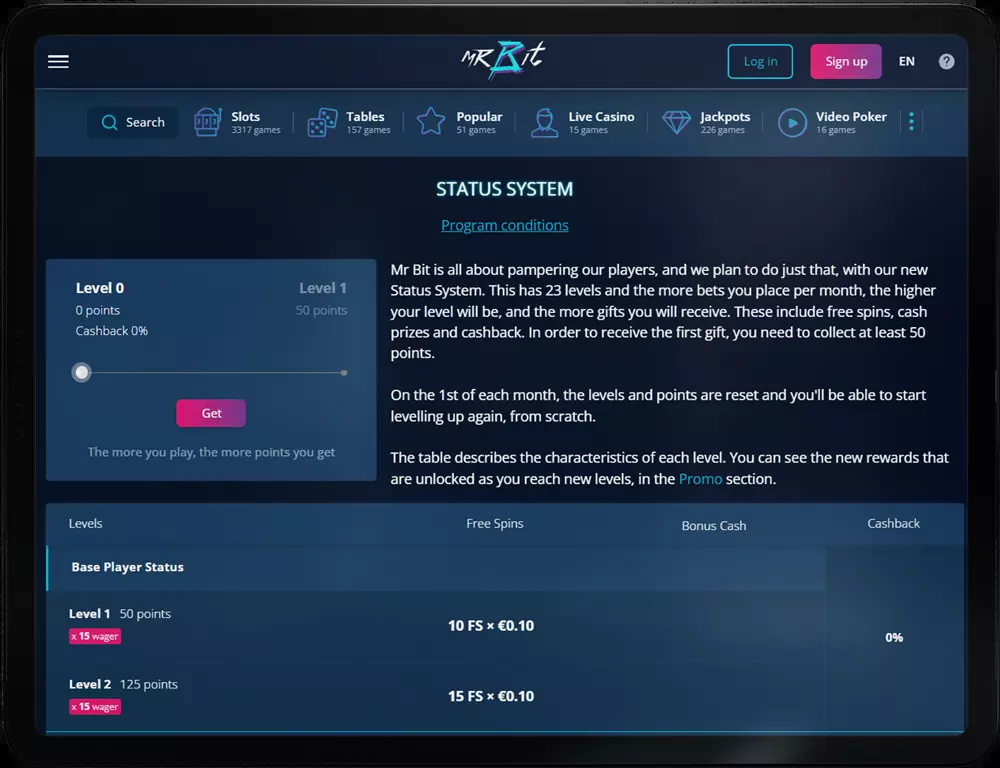 MR BIT
Log in
Sign up
EN
?
Search
Slots
3317 games
Tables
157 games
Popular
51 games
Live Casino
15 games
Jackpots
226 games
Video Poker
16 games
STATUS SYSTEM
Program conditions
Level 0
Level 1
0 points
50 points
Cashback 0%
Get
The more you play, the more points you get
Mr Bit is all about pampering our players, and we plan to do just that, with our new
Status System. This has 23 levels and the more bets you place per month, the higher
your level will be, and the more gifts you will receive. These include free spins, cash
prizes and cashback. In order to receive the first gift, you need to collect at least 50
points.
On the 1st of each month, the levels and points are reset and you'll be able to start
levelling up again, from scratch.
The table describes the characteristics of each level. You can see the new rewards that
are unlocked as you reach new levels, in the Promo section.
Levels Free Spins Bonus Cash Cashback
Base Player Status
Level 1 50 points
x 15 wager
10 FS × €0.10
0%
Level 2 125 points
x 15 wager
15 FS × €0.10